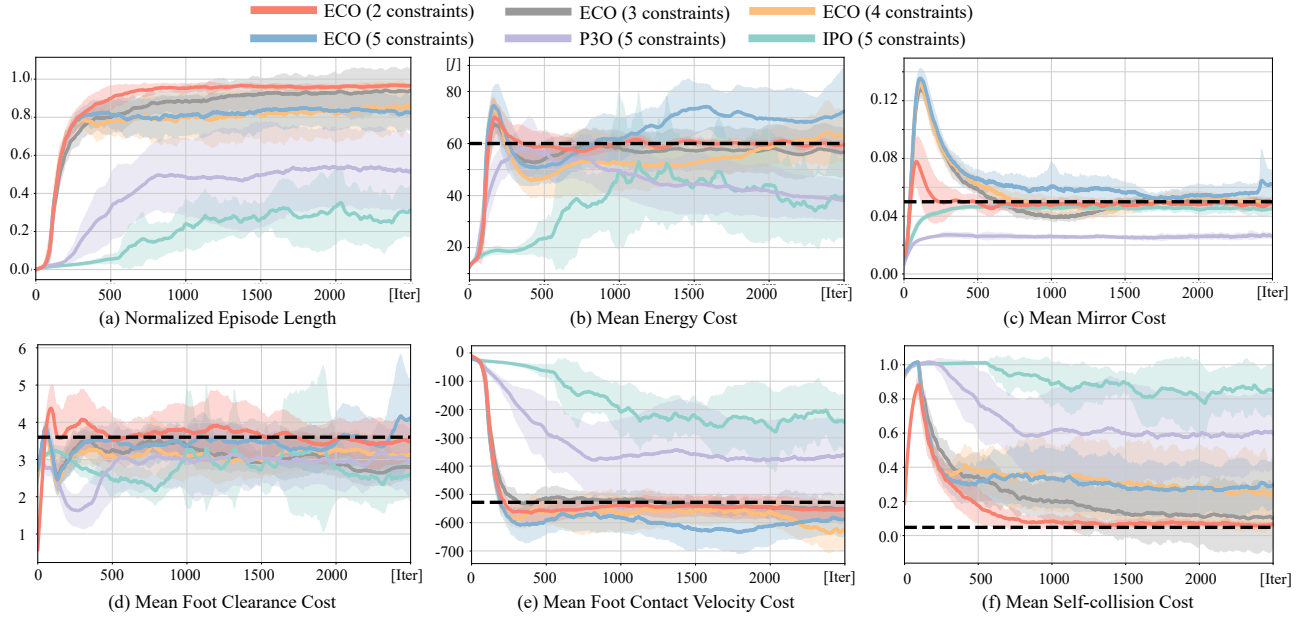 ECO (2 constraints) ECO (3 constraints) ECO (4 constraints)
ECO (5 constraints) P3O (5 constraints) IPO (5 constraints)
1.0
0.8
0.6
0.4
0.2
0.0
0 500 1000 1500 2000 [Iter]
(a) Normalized Episode Length
[J]
80
60
40
20
0 500 1000 1500 2000 [Iter]
(b) Mean Energy Cost
0.12
0.08
0.04
0.00
0 500 1000 1500 2000 [Iter]
(c) Mean Mirror Cost
6
5
4
3
2
1
0 500 1000 1500 2000 [Iter]
(d) Mean Foot Clearance Cost
0
-100
-200
-300
-400
-500
-600
-700
0 500 1000 1500 2000 [Iter]
(e) Mean Foot Contact Velocity Cost
1.0
0.8
0.6
0.4
0.2
0.0
0 500 1000 1500 2000 [Iter]
(f) Mean Self-collision Cost